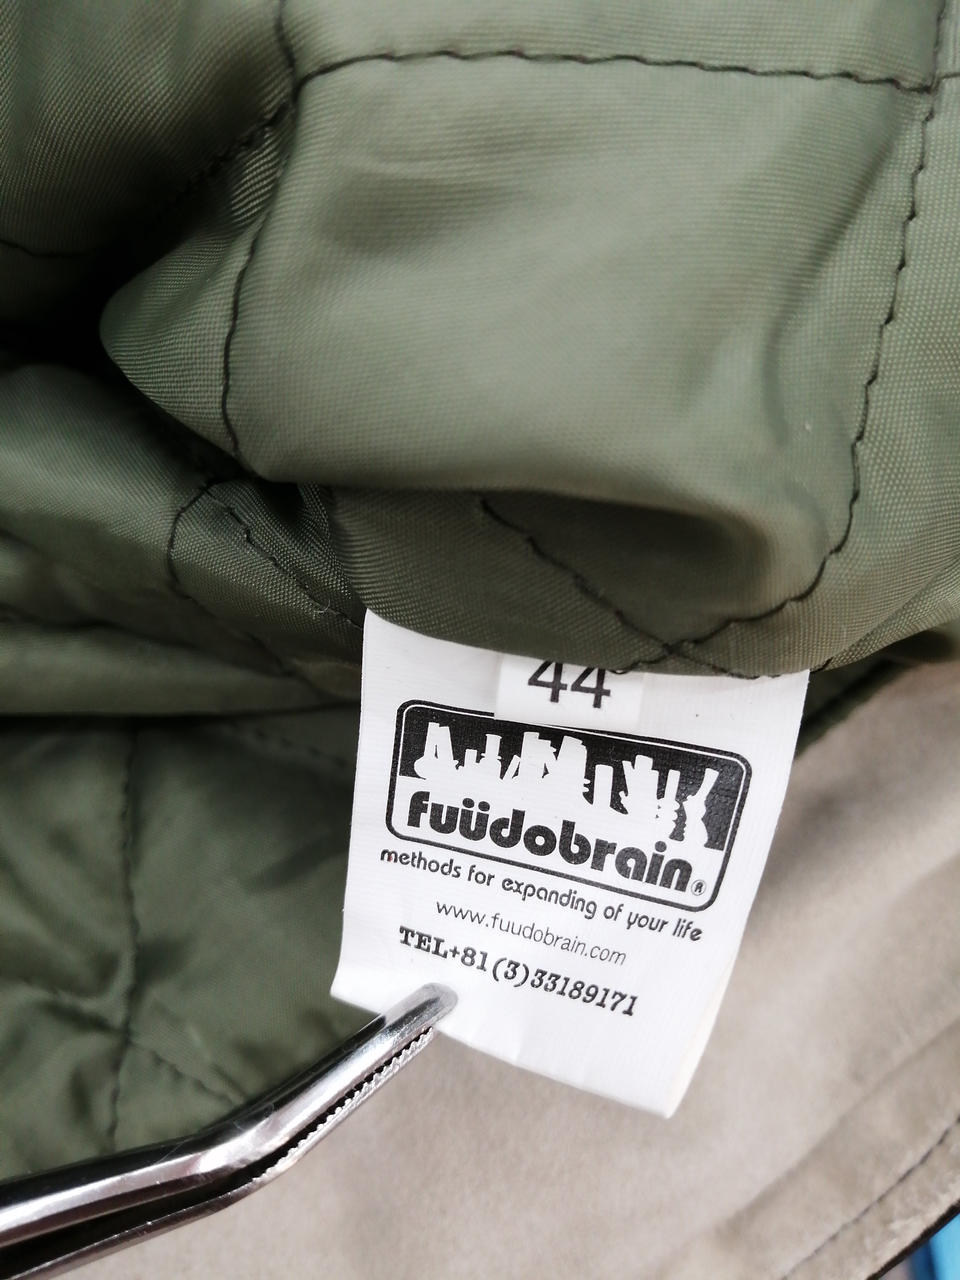 44
fuüdobrain®
methods for expanding of your life
www.fuudobrain.com
TEL+81(3)33189171